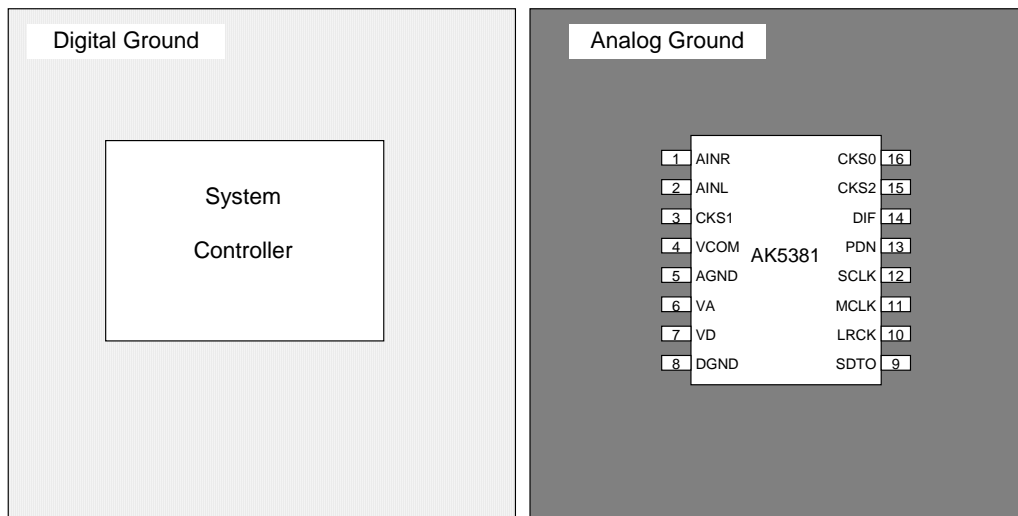 Digital Ground
System
Controller
Analog Ground
1 AINR
2 AINL
3 CKS1
4 VCOM
5 AGND
6 VA
7 VD
8 DGND
AK5381
CKS0 16
CKS2 15
DIF 14
PDN 13
SCLK 12
MCLK 11
LRCK 10
SDTO 9